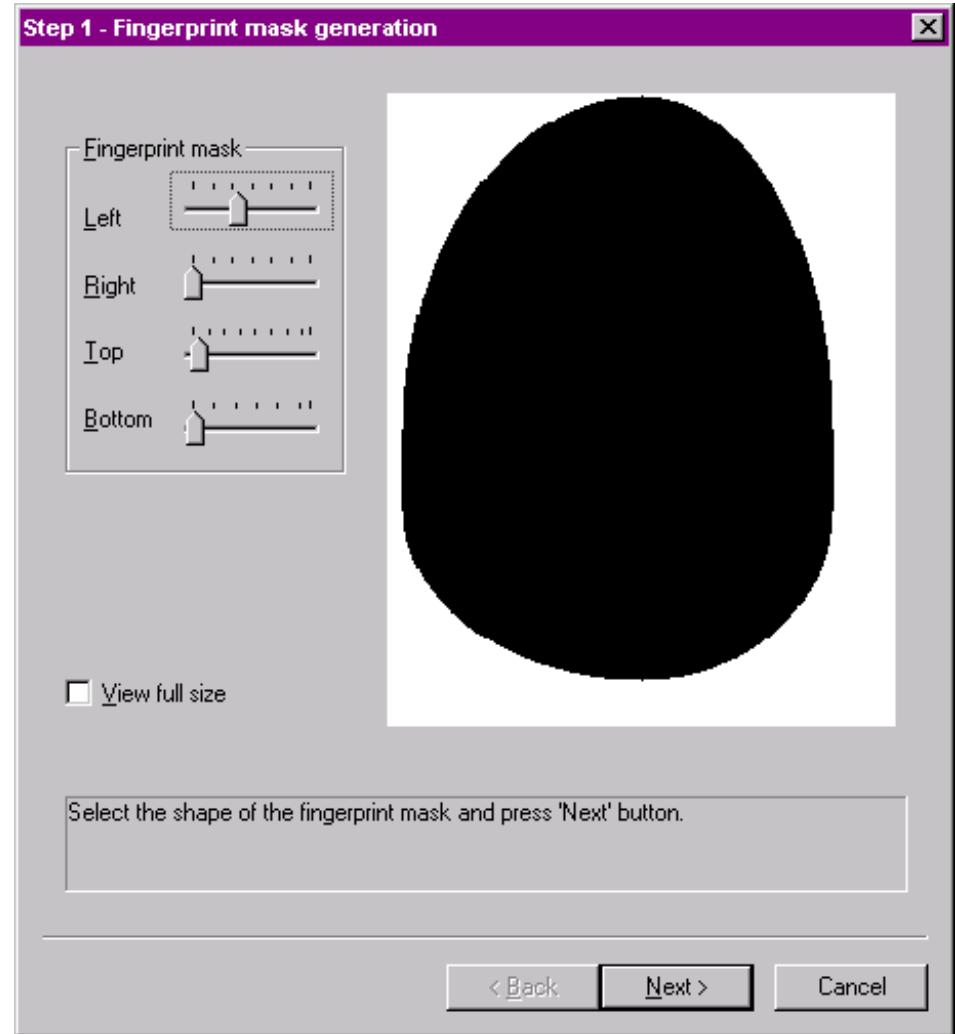 Step 1 - Fingerprint mask generation
Fingerprint mask
Left
Right
Top
Bottom
View full size
Select the shape of the fingerprint mask and press 'Next' button.
< Back
Next >
Cancel